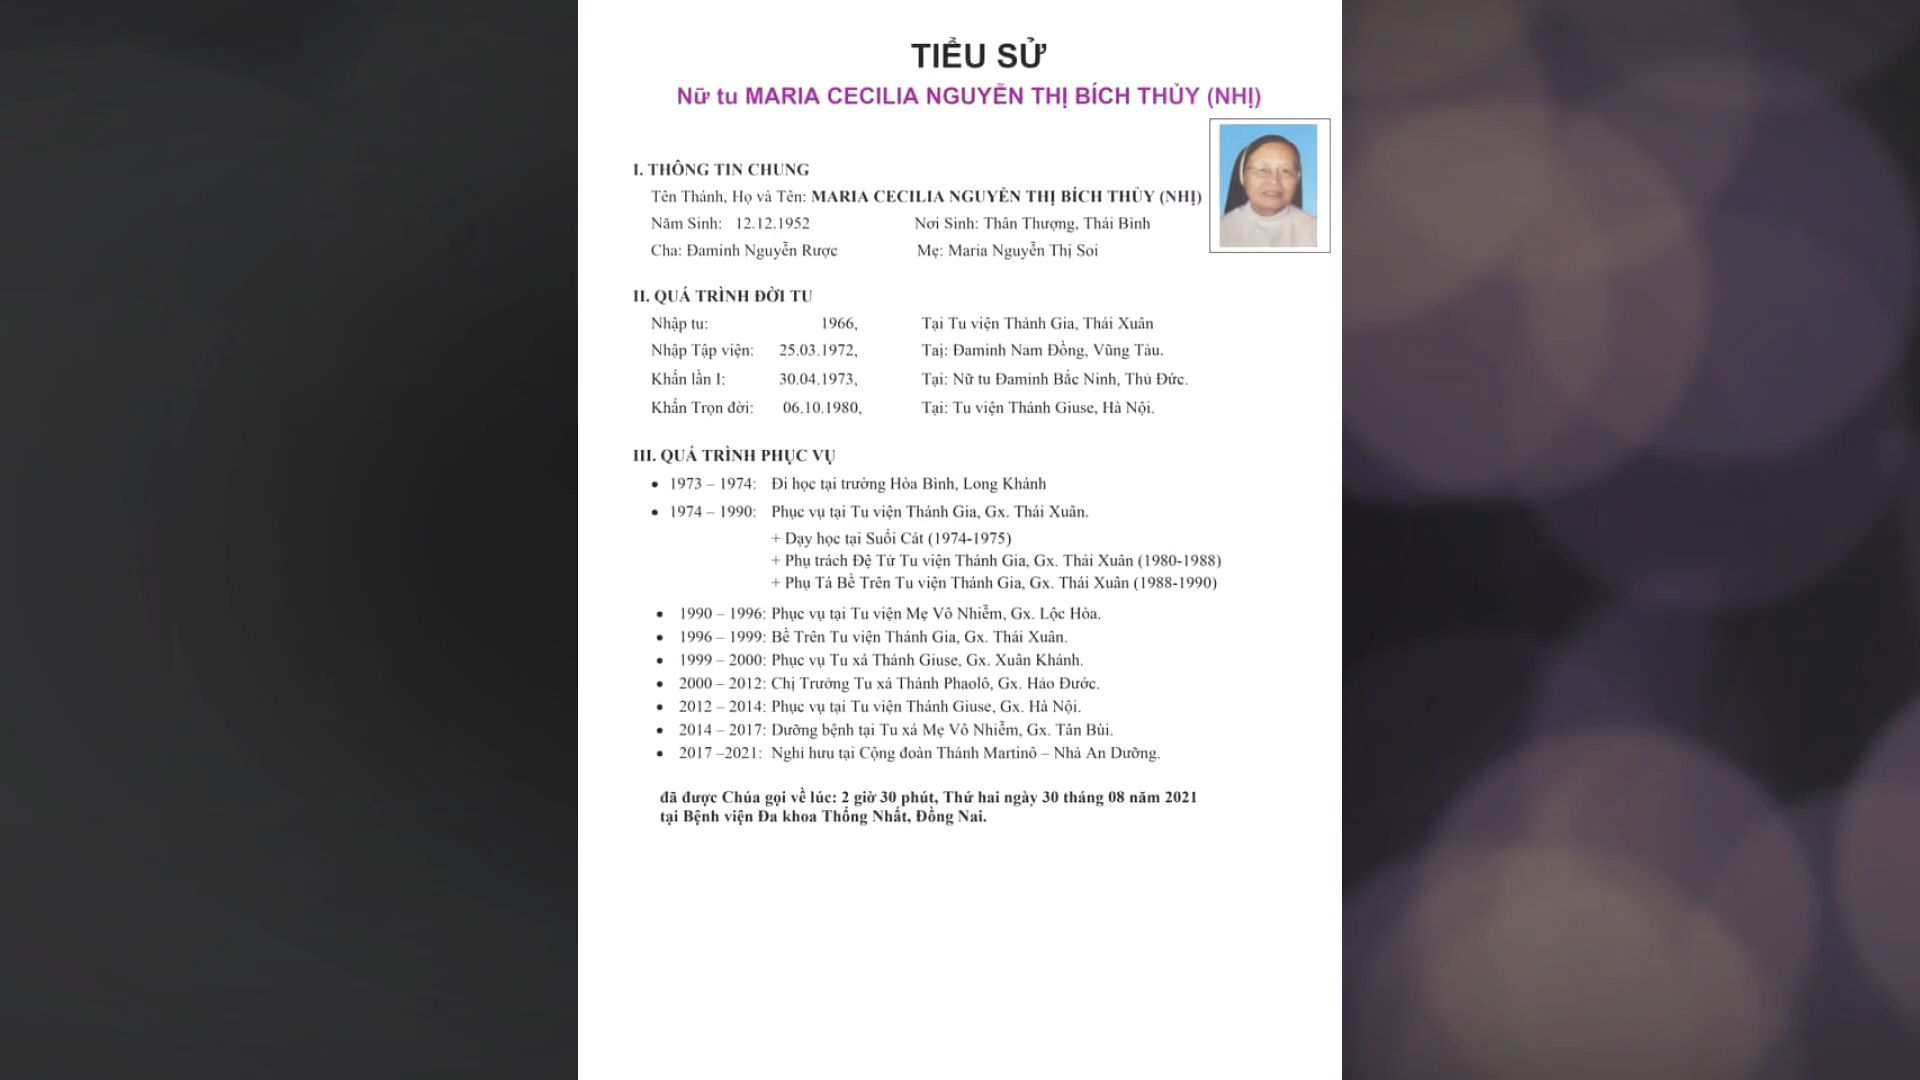 TIỂU SỬ
Nữ tu MARIA CECILIA NGUYỄN THỊ BÍCH THỦY (NHỊ)
I. THÔNG TIN CHUNG
Tên Thánh, Họ và Tên: MARIA CECILIA NGUYỄN THỊ BÍCH THỦY (NHỊ)
Năm Sinh: 12.12.1952 Nơi Sinh: Thân Thượng, Thái Bình
Cha: Đaminh Nguyễn Rược Mẹ: Maria Nguyễn Thị Soi
II. QUÁ TRÌNH ĐỜI TU
Nhập tu: 1966, Tại Tu viện Thánh Gia, Thái Xuân
Nhập Tập viện: 25.03.1972, Taị: Đaminh Nam Đồng, Vũng Tàu.
Khấn lần I: 30.04.1973, Tại: Nữ tu Đaminh Bắc Ninh, Thủ Đức.
Khấn Trọn đời: 06.10.1980, Tại: Tu viện Thánh Giuse, Hà Nội.
III. QUÁ TRÌNH PHỤC VỤ
• 1973 – 1974: Đi học tại trường Hòa Bình, Long Khánh
• 1974 – 1990: Phục vụ tại Tu viện Thánh Gia, Gx. Thái Xuân.
+ Dạy học tại Suối Cát (1974-1975)
+ Phụ trách Đệ Tử Tu viện Thánh Gia, Gx. Thái Xuân (1980-1988)
+ Phụ Tá Bề Trên Tu viện Thánh Gia, Gx. Thái Xuân (1988-1990)
• 1990 – 1996: Phục vụ tại Tu viện Mẹ Vô Nhiễm, Gx. Lộc Hòa.
• 1996 – 1999: Bề Trên Tu viện Thánh Gia, Gx. Thái Xuân.
• 1999 – 2000: Phục vụ Tu xá Thánh Giuse, Gx. Xuân Khánh.
• 2000 – 2012: Chị Trưởng Tu xá Thánh Phaolô, Gx. Hảo Đước.
• 2012 – 2014: Phục vụ tại Tu viện Thánh Giuse, Gx. Hà Nội.
• 2014 – 2017: Dưỡng bệnh tại Tu xá Mẹ Vô Nhiễm, Gx. Tân Bùi.
• 2017 –2021: Nghỉ hưu tại Cộng đoàn Thánh Martinô – Nhà An Dưỡng.
đã được Chúa gọi về lúc: 2 giờ 30 phút, Thứ hai ngày 30 tháng 08 năm 2021
tại Bệnh viện Đa khoa Thống Nhất, Đồng Nai.